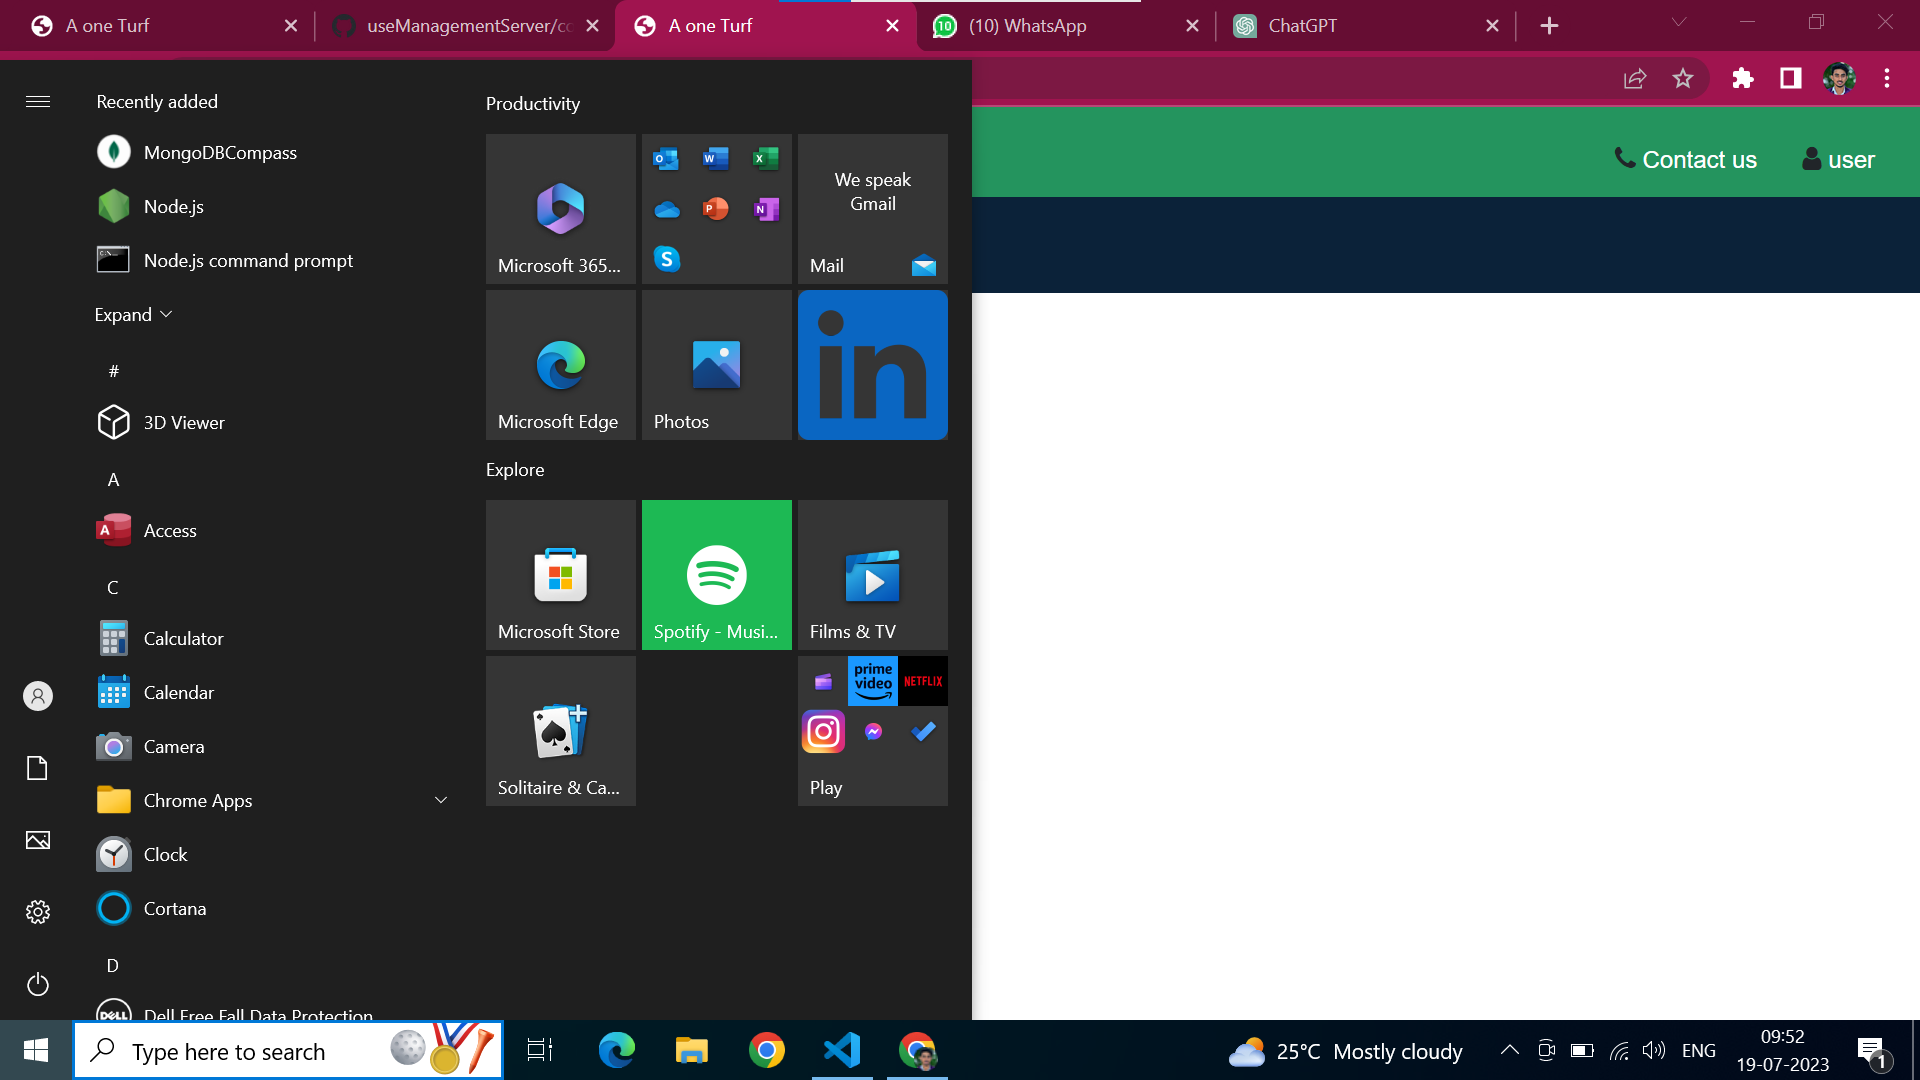 A one Turf
useManagementServer/co
A one Turf
(10) WhatsApp
ChatGPT
Contact us
user
Recently added
MongoDBCompass
Node.js
Node.js command prompt
Expand
#
3D Viewer
A
Access
C
Calculator
Calendar
Camera
Chrome Apps
Clock
Cortana
D
DELL
Dell Free Fall Data Protection
Productivity
Microsoft 365...
We speak
Gmail
Mail
Microsoft Edge
Photos
in
Explore
Microsoft Store
Spotify - Musi...
Films & TV
Solitaire & Ca...
prime
video
NETFLIX
Play
Type here to search
25°C Mostly cloudy
ENG
09:52
19-07-2023
1